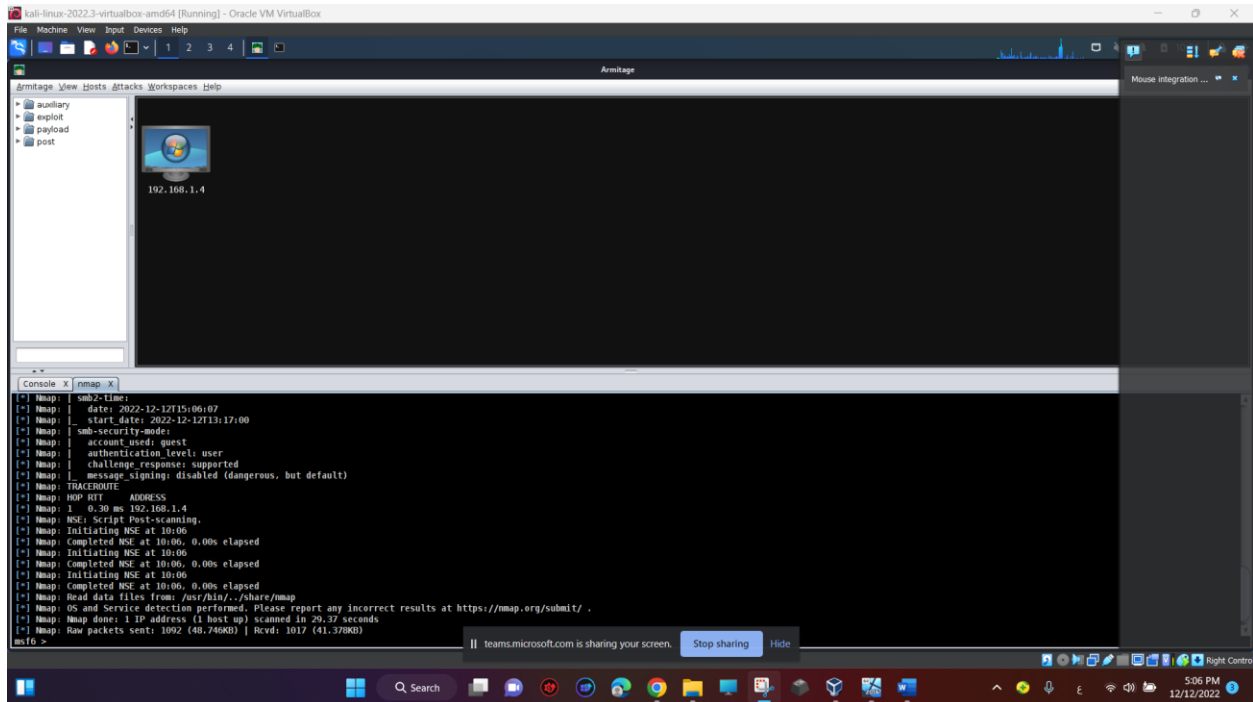 kali-linux-2022.3-virtualbox-amd64 [Running] - Oracle VM VirtualBox
File Machine View Input Devices Help
1 2 3 4
Armitage
Mouse integration ...
Armitage View Hosts Attacks Workspaces Help
auxiliary
exploit
payload
post
192.168.1.4
Console X nmap X
[*] Nmap: | smb2-time:
[*] Nmap: |   date: 2022-12-12T15:06:07
[*] Nmap: |_  start_date: 2022-12-12T13:17:00
[*] Nmap: | smb-security-mode:
[*] Nmap: |   account_used: guest
[*] Nmap: |   authentication_level: user
[*] Nmap: |   challenge_response: supported
[*] Nmap: |_  message_signing: disabled (dangerous, but default)
[*] Nmap: TRACEROUTE
[*] Nmap: HOP RTT     ADDRESS
[*] Nmap: 1   0.30 ms 192.168.1.4
[*] Nmap: NSE: Script Post-scanning.
[*] Nmap: Initiating NSE at 10:06
[*] Nmap: Completed NSE at 10:06, 0.00s elapsed
[*] Nmap: Initiating NSE at 10:06
[*] Nmap: Completed NSE at 10:06, 0.00s elapsed
[*] Nmap: Initiating NSE at 10:06
[*] Nmap: Completed NSE at 10:06, 0.00s elapsed
[*] Nmap: Read data files from: /usr/bin/../share/nmap
[*] Nmap: OS and Service detection performed. Please report any incorrect results at https://nmap.org/submit/ .
[*] Nmap: Nmap done: 1 IP address (1 host up) scanned in 29.37 seconds
[*] Nmap: Raw packets sent: 1092 (48.746KB) | Rcvd: 1017 (41.378KB)
msf6 >
teams.microsoft.com is sharing your screen. Stop sharing Hide
Right Contro
Search
ع
5:06 PM
12/12/2022
3